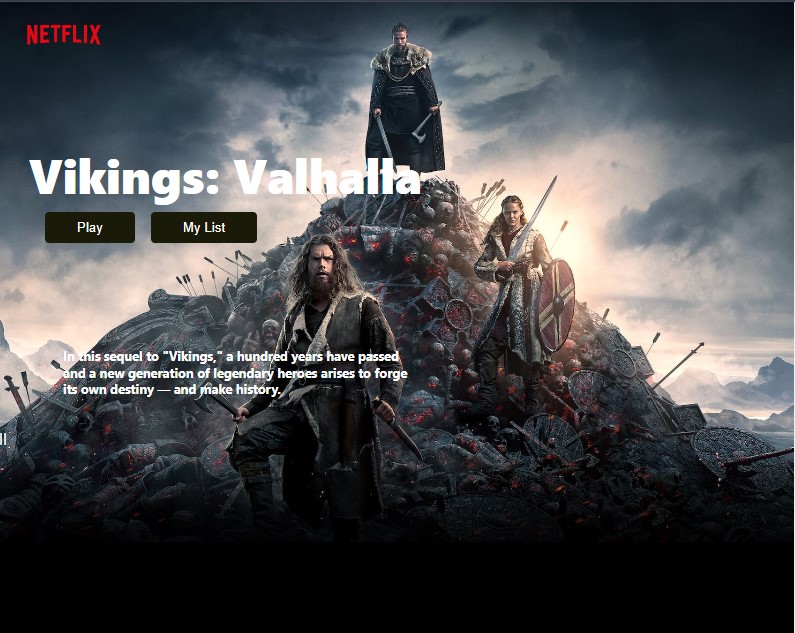 NETFLIX
Vikings: Valhalla
Play
My List
In this sequel to "Vikings," a hundred years have passed
and a new generation of legendary heroes arises to forge
its own destiny — and make history.